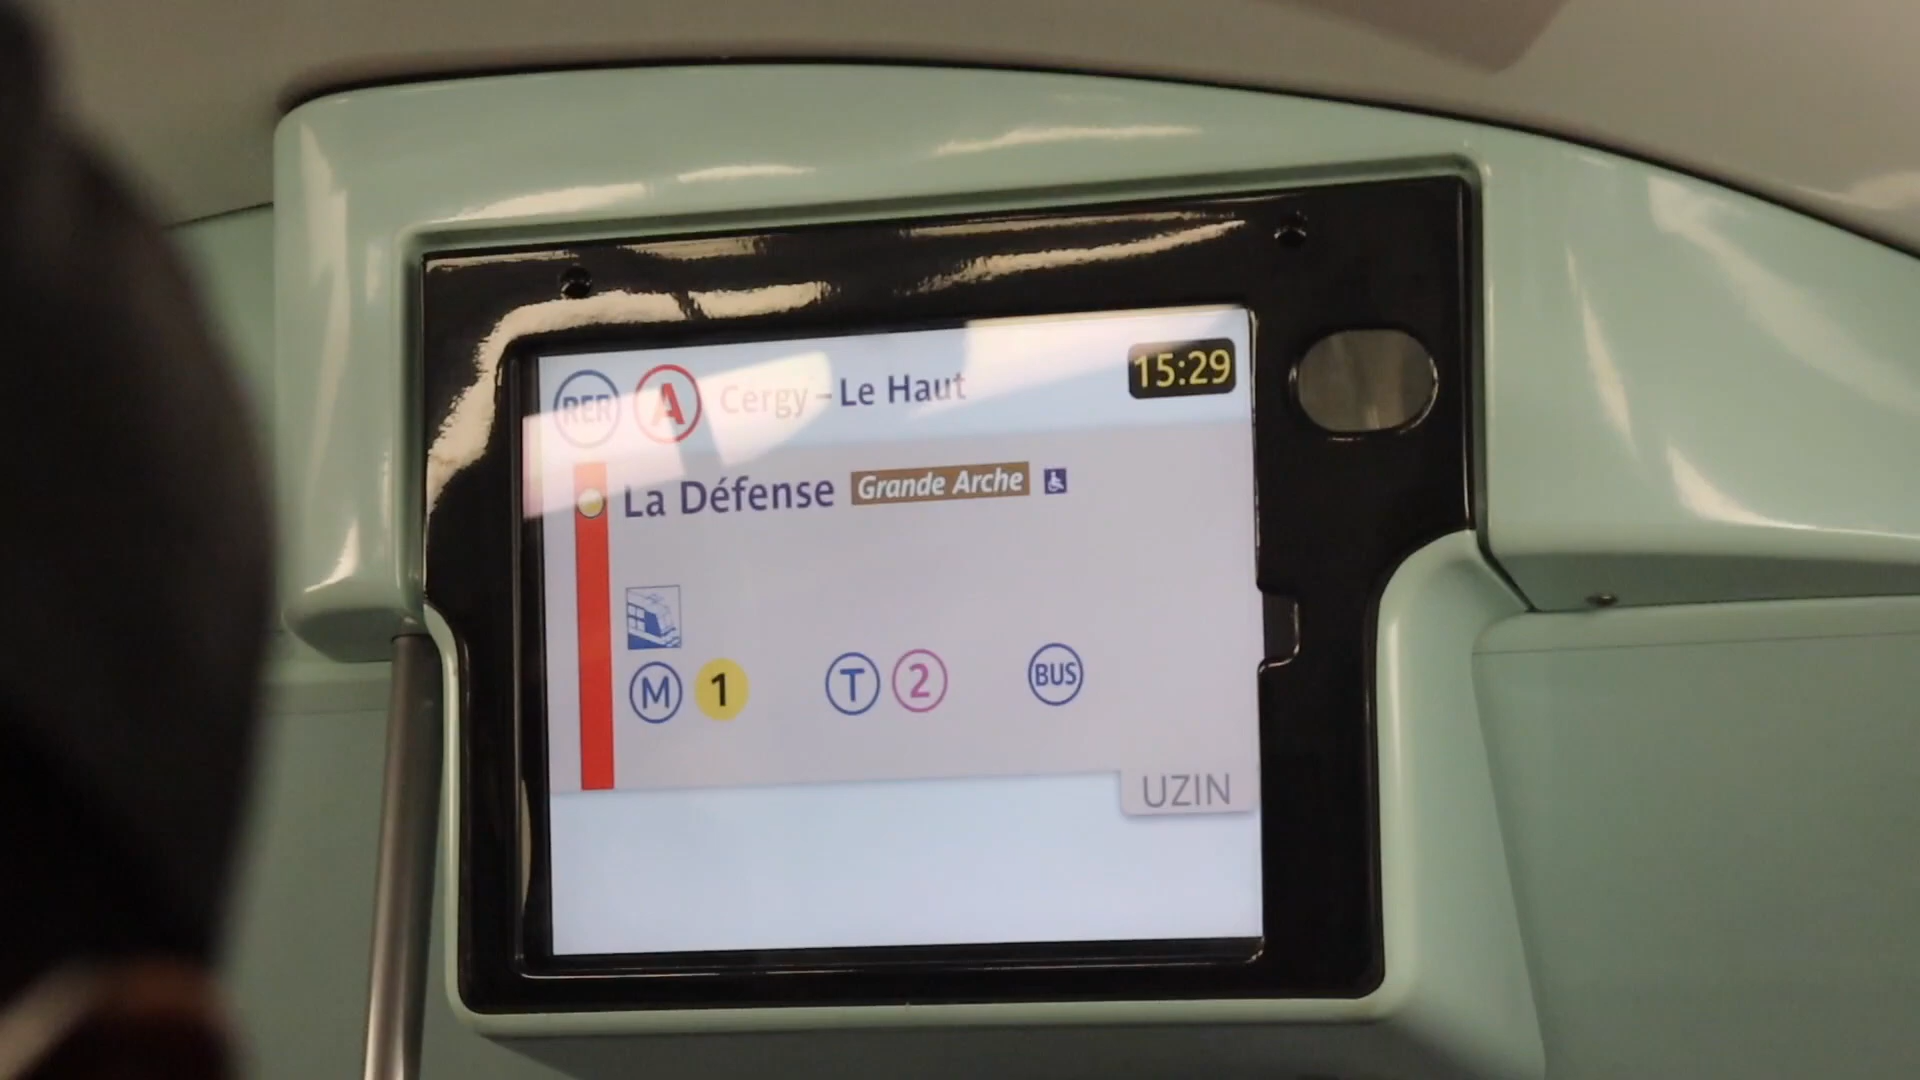 RER A Cergy – Le Haut 15:29
La Défense Grande Arche
M 1 T 2 BUS
UZIN